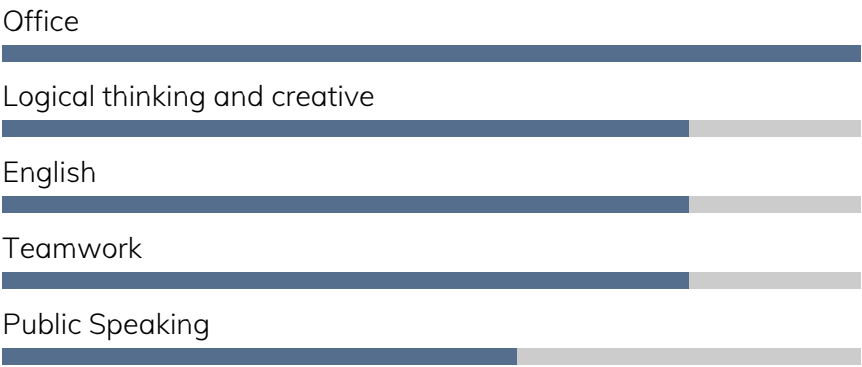 Office
Logical thinking and creative
English
Teamwork
Public Speaking